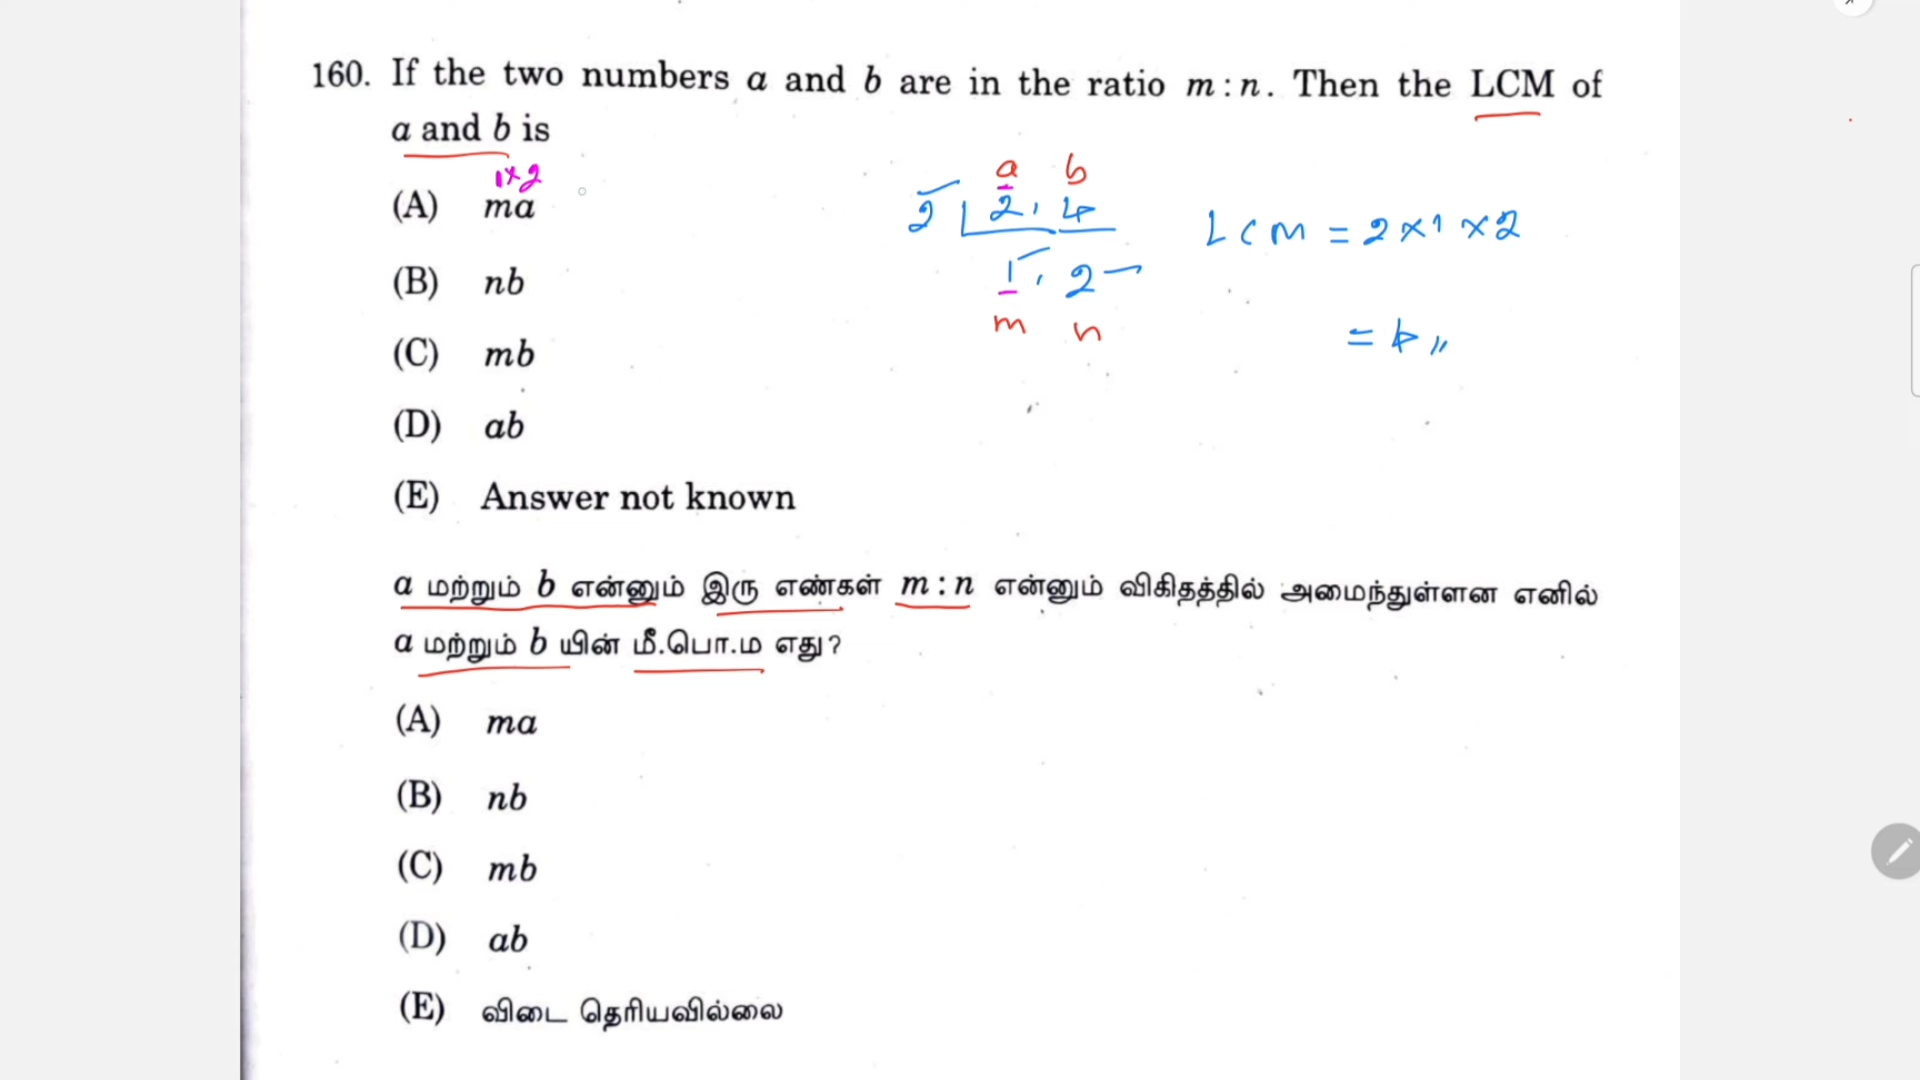 160. If the two numbers a and b are in the ratio m : n. Then the LCM of
a and b is
1×2
(A) ma
(B) nb
(C) mb
(D) ab
(E) Answer not known
a b
2 2, 4
1, 2
m n
LCM = 2×1×2
= 4 〃
a மற்றும் b என்னும் இரு எண்கள் m : n என்னும் விகிதத்தில் அமைந்துள்ளன எனில்
a மற்றும் b யின் மீ.பொ.ம எது?
(A) ma
(B) nb
(C) mb
(D) ab
(E) விடை தெரியவில்லை